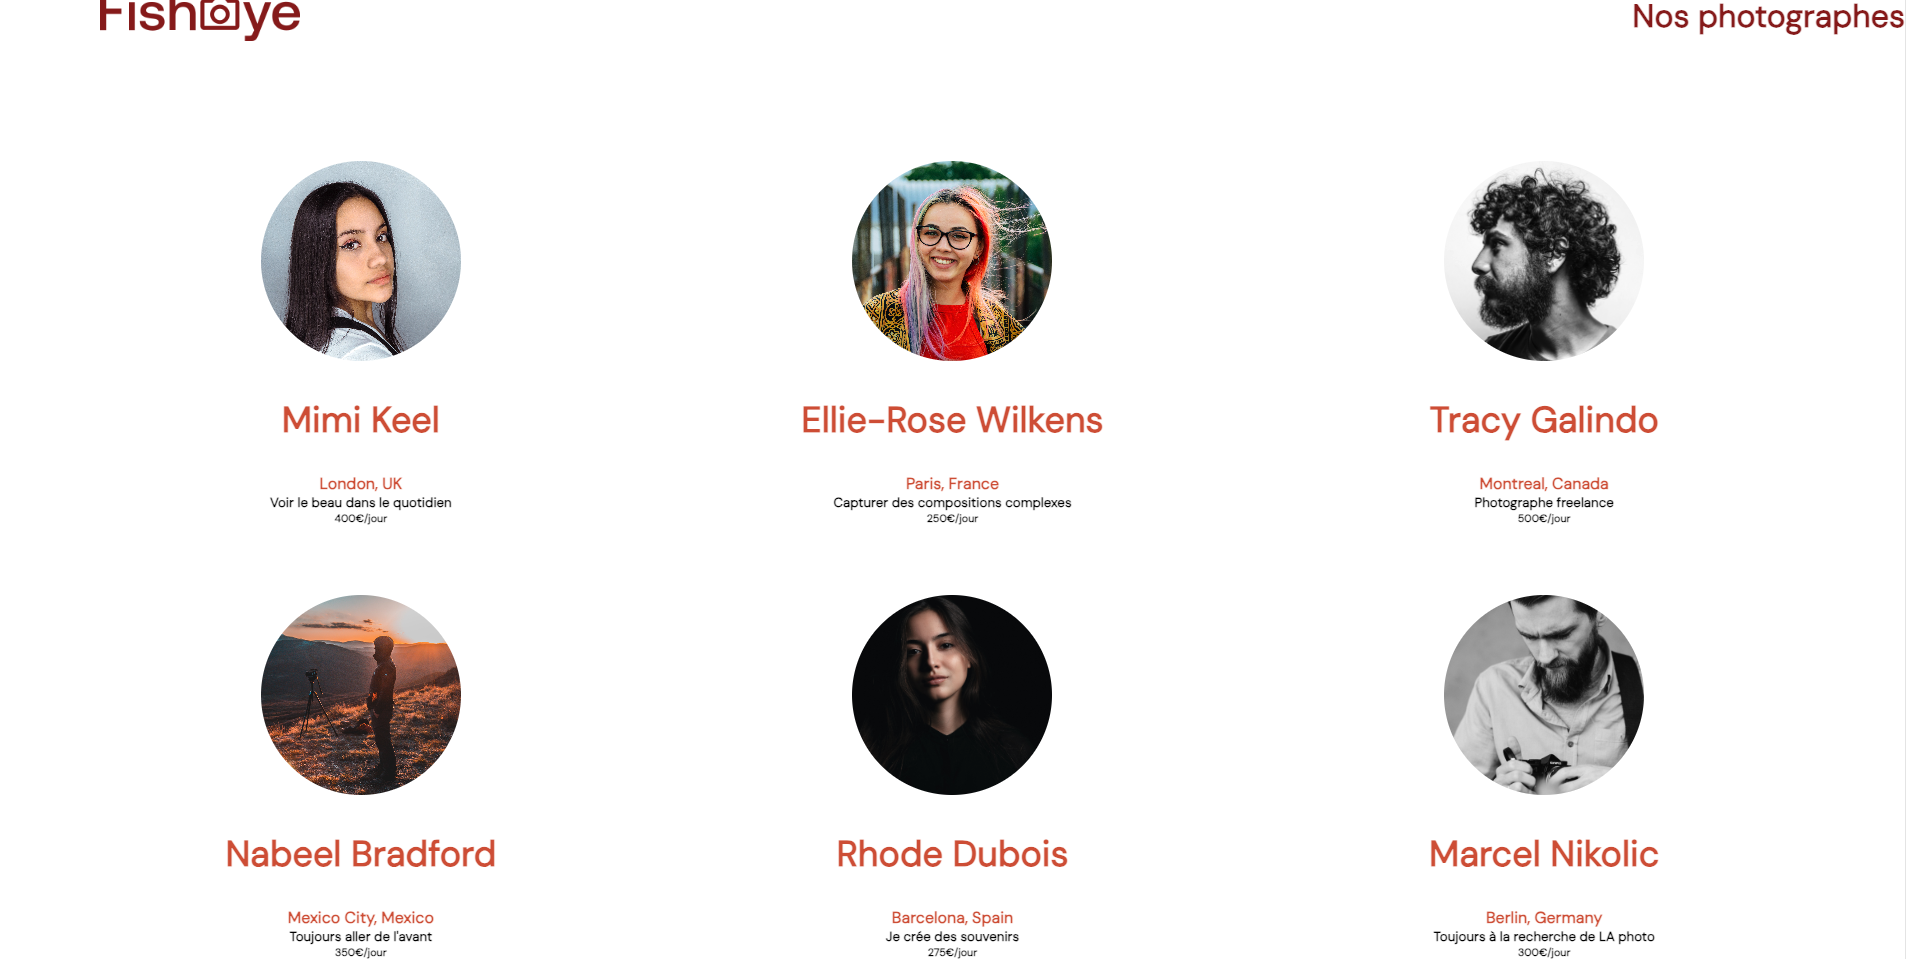 FishEye
Nos photographes
Mimi Keel
London, UK
Voir le beau dans le quotidien
400€/jour
Ellie-Rose Wilkens
Paris, France
Capturer des compositions complexes
250€/jour
Tracy Galindo
Montreal, Canada
Photographe freelance
500€/jour
Nabeel Bradford
Mexico City, Mexico
Toujours aller de l'avant
350€/jour
Rhode Dubois
Barcelona, Spain
Je crée des souvenirs
275€/jour
Marcel Nikolic
Berlin, Germany
Toujours à la recherche de LA photo
300€/jour